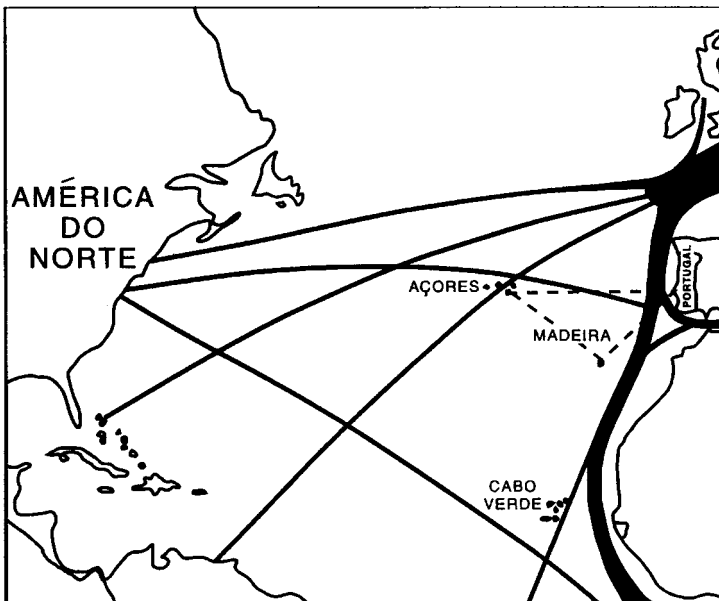 AMÉRICA
DO
NORTE
AÇORES
PORTUGAL
MADEIRA
CABO
VERDE